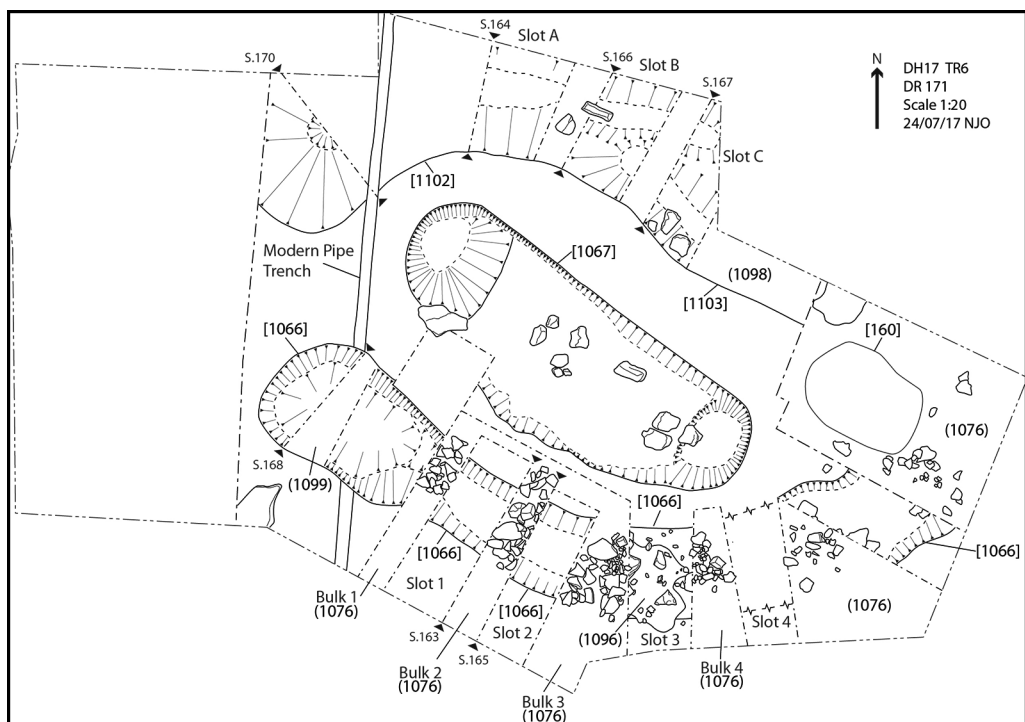 S.164
Slot A
S.166
Slot B
S.167
S.170
N
DH17 TR6
DR 171
Scale 1:20
24/07/17 NJO
Slot C
[1102]
Modern Pipe
Trench
[1067]
(1098)
[1103]
[1066]
[160]
(1076)
S.168
(1099)
[1066]
[1066]
[1066]
[1066]
Bulk 1
(1076)
Slot 1
S.163
Bulk 2
(1076)
Slot 2
S.165
(1096)
Slot 3
Bulk 3
(1076)
Bulk 4
(1076)
Slot 4
(1076)